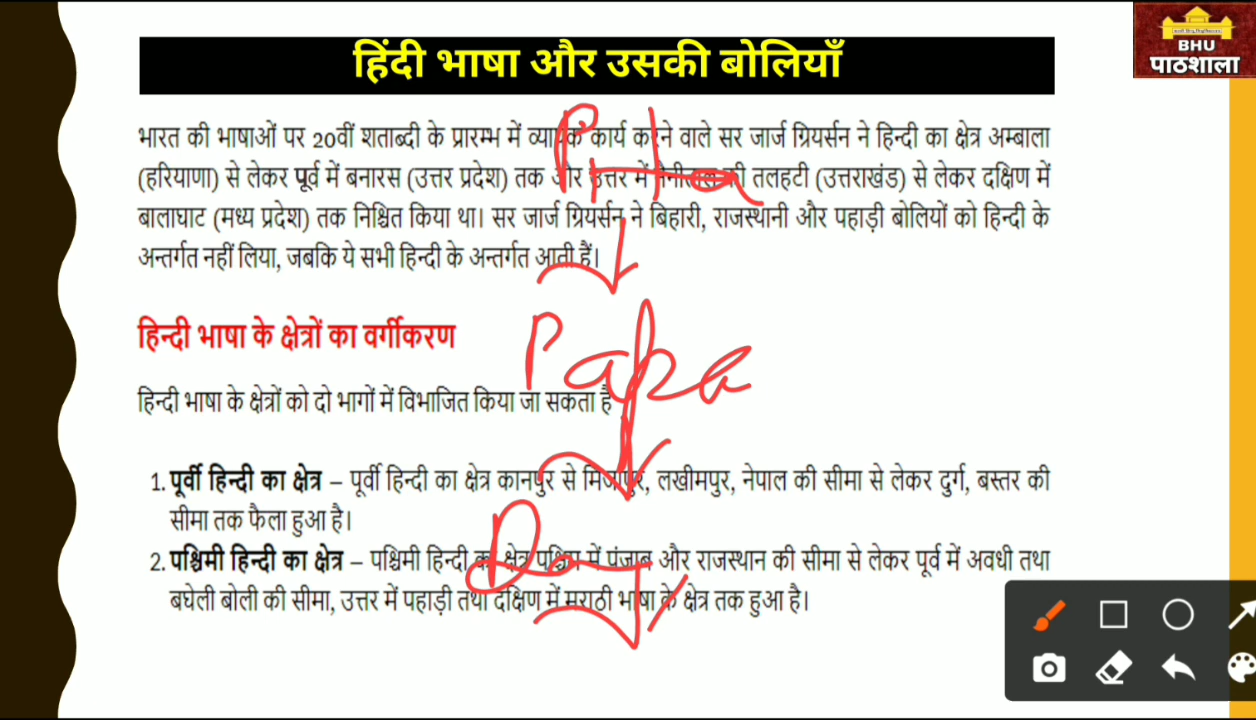 BHU
पाठशाला
हिंदी भाषा और उसकी बोलियाँ
भारत की भाषाओं पर 20वीं शताब्दी के प्रारम्भ में व्यापक कार्य करने वाले सर जार्ज ग्रियर्सन ने हिन्दी का क्षेत्र अम्बाला
(हरियाणा) से लेकर पूर्व में बनारस (उत्तर प्रदेश) तक और उत्तर में नैनीताल की तलहटी (उत्तराखंड) से लेकर दक्षिण में
बालाघाट (मध्य प्रदेश) तक निश्चित किया था। सर जार्ज ग्रियर्सन ने बिहारी, राजस्थानी और पहाड़ी बोलियों को हिन्दी के
अन्तर्गत नहीं लिया, जबकि ये सभी हिन्दी के अन्तर्गत आती हैं।
Pita
हिन्दी भाषा के क्षेत्रों का वर्गीकरण
Papa
हिन्दी भाषा के क्षेत्रों को दो भागों में विभाजित किया जा सकता है
1. पूर्वी हिन्दी का क्षेत्र – पूर्वी हिन्दी का क्षेत्र कानपुर से मिर्जापुर, लखीमपुर, नेपाल की सीमा से लेकर दुर्ग, बस्तर की
सीमा तक फैला हुआ है।
2. पश्चिमी हिन्दी का क्षेत्र – पश्चिमी हिन्दी का क्षेत्र पश्चिम में पंजाब और राजस्थान की सीमा से लेकर पूर्व में अवधी तथा
बघेली बोली की सीमा, उत्तर में पहाड़ी तथा दक्षिण में मराठी भाषा के क्षेत्र तक हुआ है।